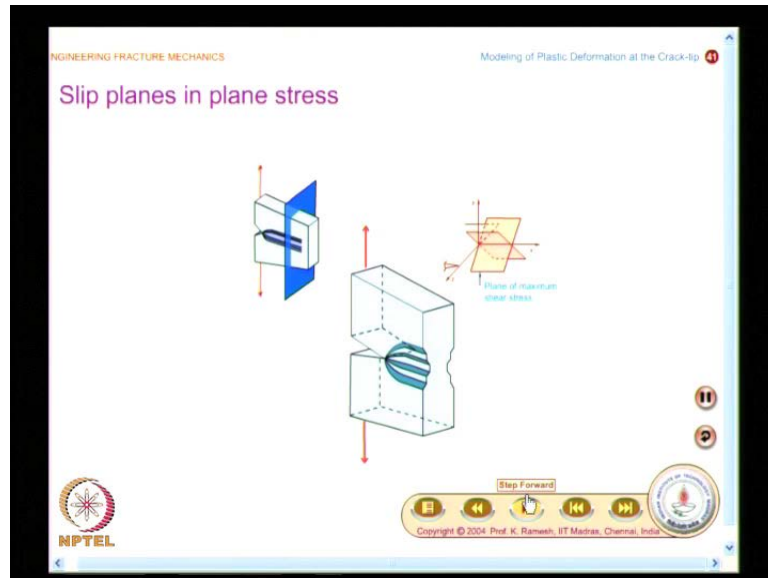 NGINEERING FRACTURE MECHANICS
Modeling of Plastic Deformation at the Crack-tip 41
Slip planes in plane stress
Plane of maximum
shear stress
Step Forward
NPTEL
Copyright © 2004 Prof. K. Ramesh, IIT Madras, Chennai, India